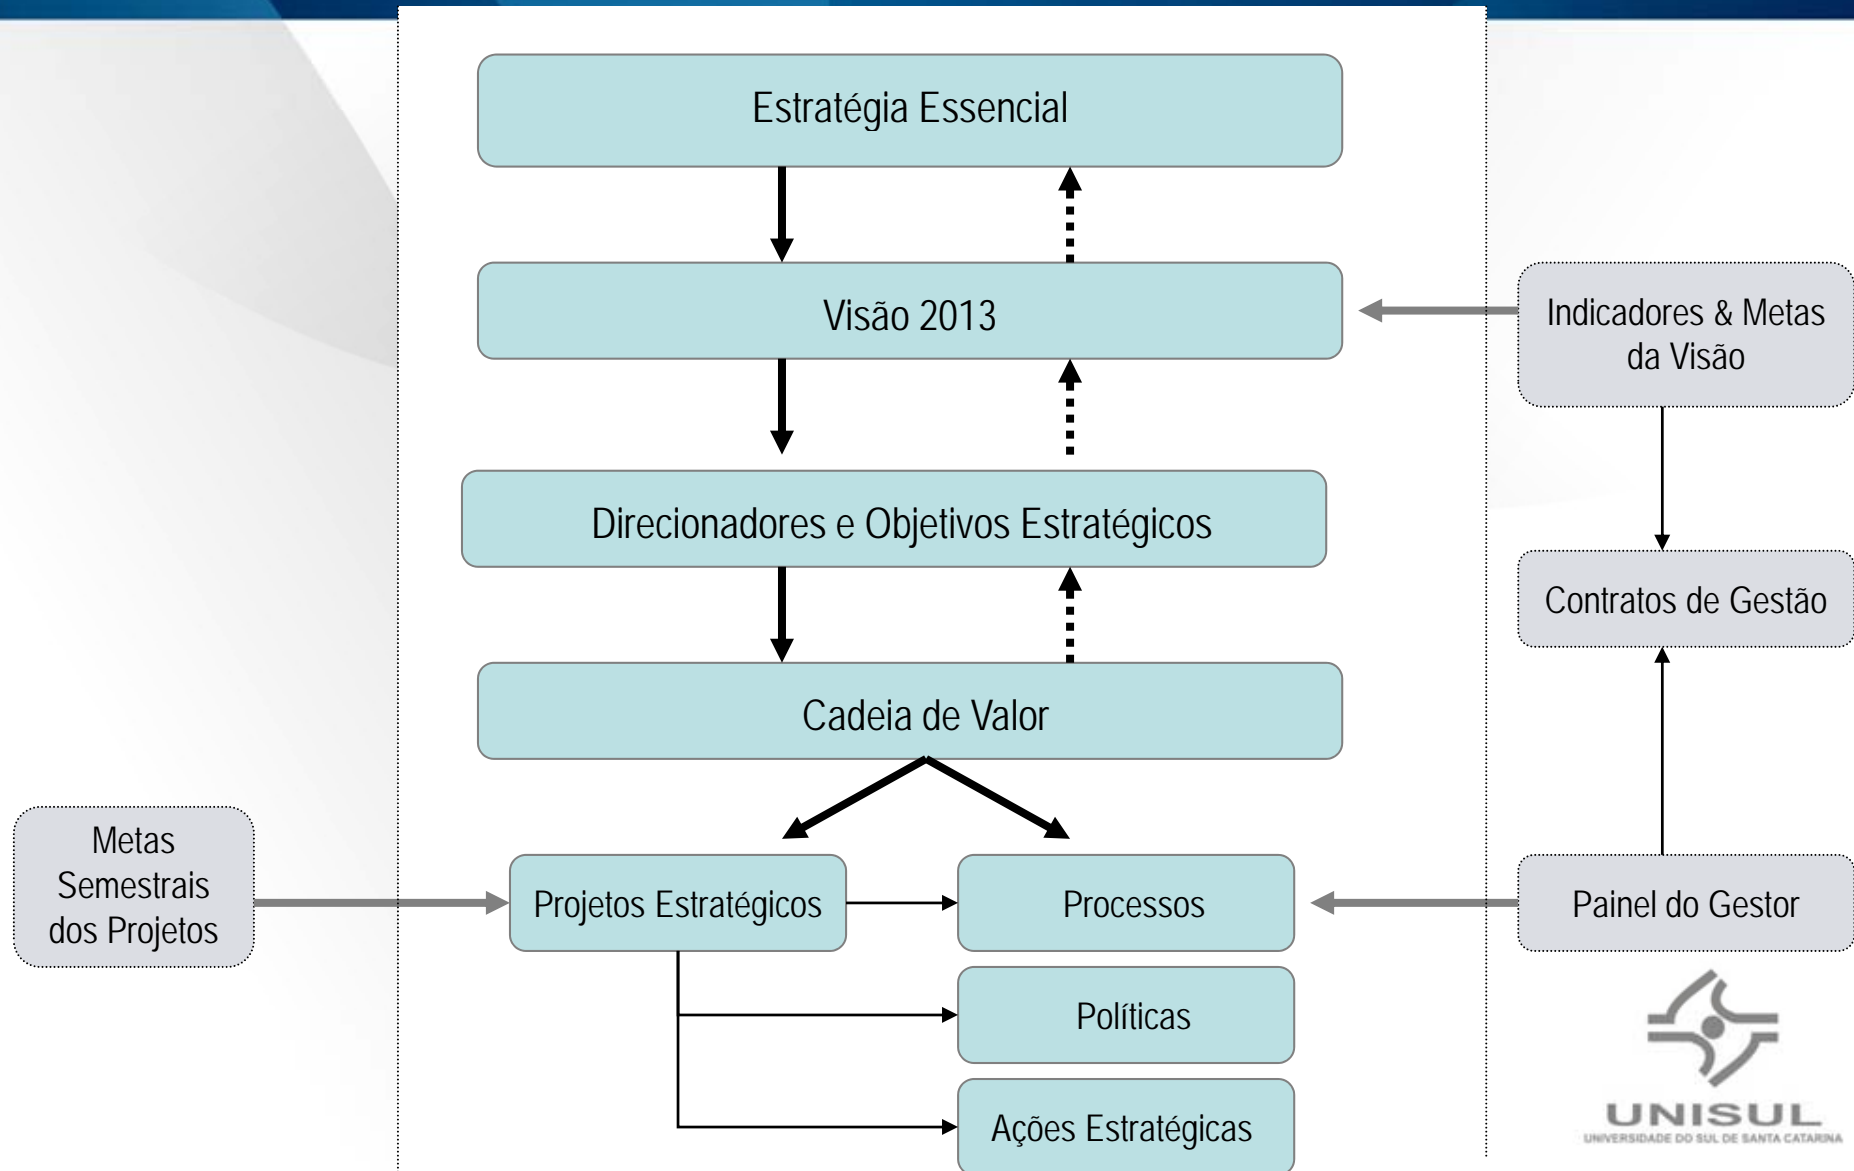 Estratégia Essencial
Visão 2013
Indicadores & Metas
da Visão
Direcionadores e Objetivos Estratégicos
Contratos de Gestão
Cadeia de Valor
Metas
Semestrais
dos Projetos
Projetos Estratégicos
Processos
Painel do Gestor
Políticas
Ações Estratégicas
UNISUL
UNIVERSIDADE DO SUL DE SANTA CATARINA